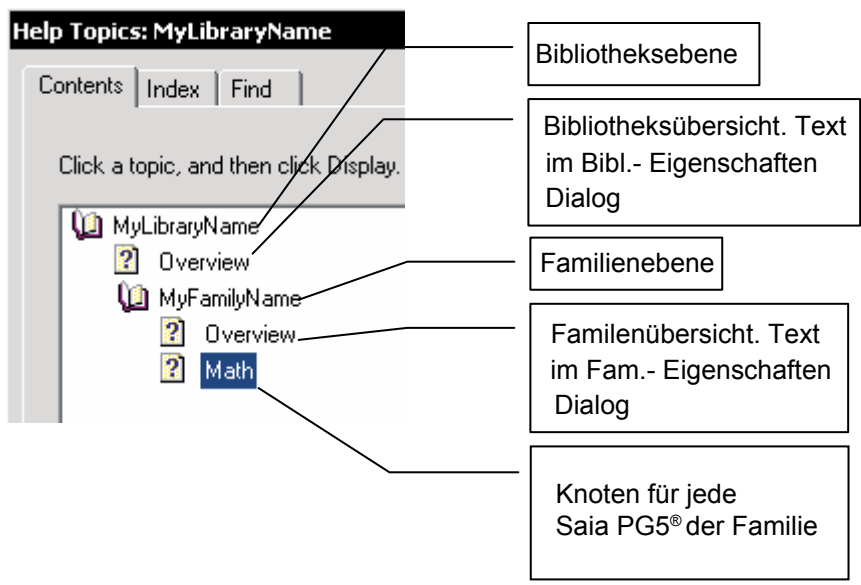 Help Topics: MyLibraryName
Contents Index Find
Click a topic, and then click Display.
MyLibraryName
Overview
MyFamilyName
Overview
Math
Bibliotheksebene
Bibliotheksübersicht. Text
im Bibl.- Eigenschaften
Dialog
Familienebene
Familenübersicht. Text
im Fam.- Eigenschaften
Dialog
Knoten für jede
Saia PG5® der Familie